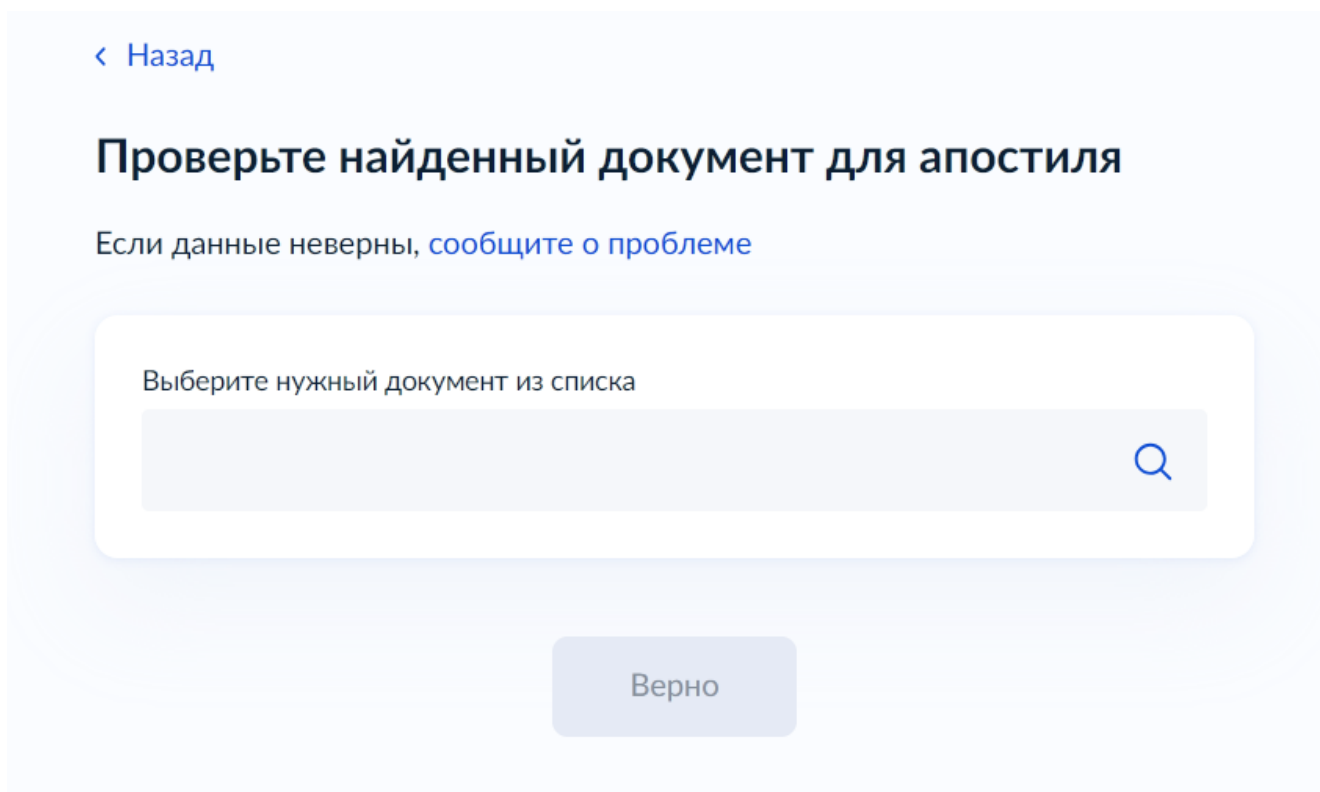 Назад
Проверьте найденный документ для апостиля
Если данные неверны, сообщите о проблеме
Выберите нужный документ из списка
Верно